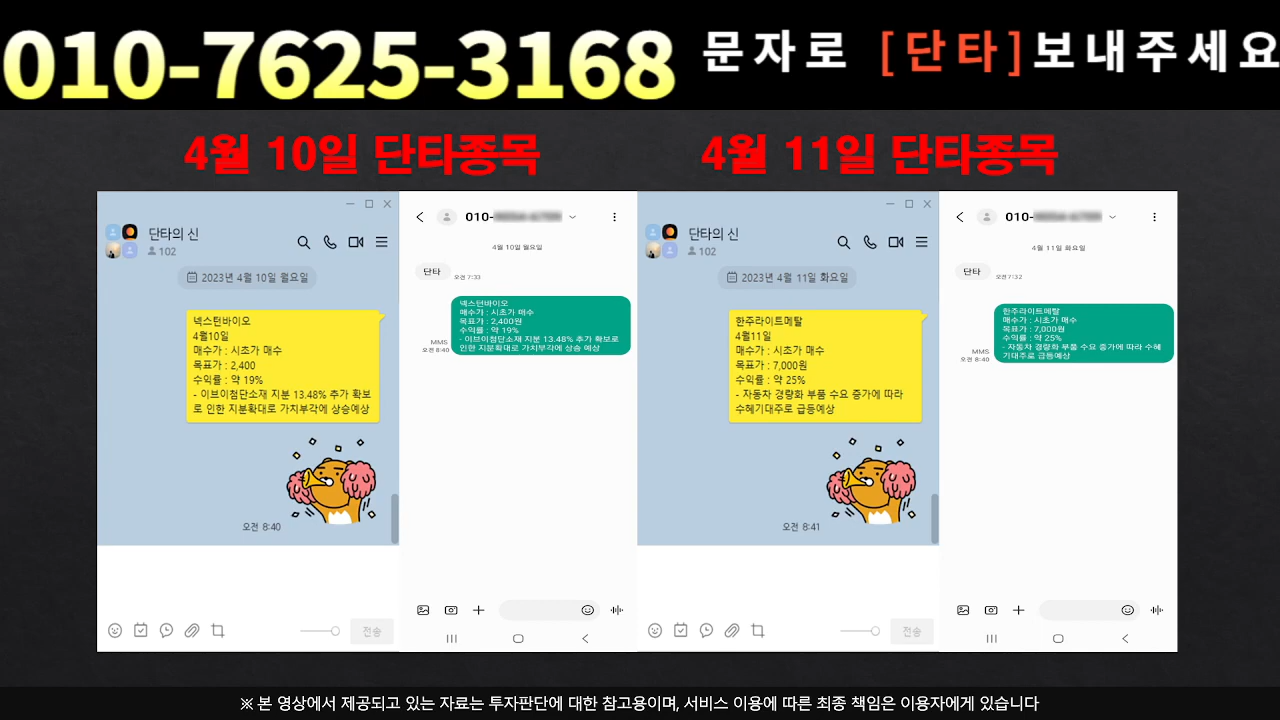 010-7625-3168 문자로 [단타]보내주세요
4월 10일 단타종목
4월 11일 단타종목
단타의 신
102
2023년 4월 10일 월요일
넥스턴바이오
4월10일
매수가 : 시초가 매수
목표가 : 2,400
수익률 : 약 19%
- 이브이첨단소재 지분 13.48% 추가 확보
로 인한 지분확대로 가치부각에 상승예상
오전 8:40
전송
010-
4월 10일 월요일
단타
오전 7:33
넥스턴바이오
매수가 : 시초가 매수
목표가 : 2,400원
수익률 : 약 19%
- 이브이첨단소재 지분 13.48% 추가 확보로
인한 지분확대로 가치부각에 상승 예상
MMS
오전 8:40
단타의 신
102
2023년 4월 11일 화요일
한주라이트메탈
4월11일
매수가 : 시초가 매수
목표가 : 7,000원
수익률 : 약 25%
- 자동차 경량화 부품 수요 증가에 따라
수혜기대주로 급등예상
오전 8:41
전송
010-
4월 11일 화요일
단타
오전 7:32
한주라이트메탈
매수가 : 시초가 매수
목표가 : 7,000원
수익률 : 약 25%
- 자동차 경량화 부품 수요 증가에 따라 수혜
기대주로 급등예상
MMS
오전 8:40
※ 본 영상에서 제공되고 있는 자료는 투자판단에 대한 참고용이며, 서비스 이용에 따른 최종 책임은 이용자에게 있습니다